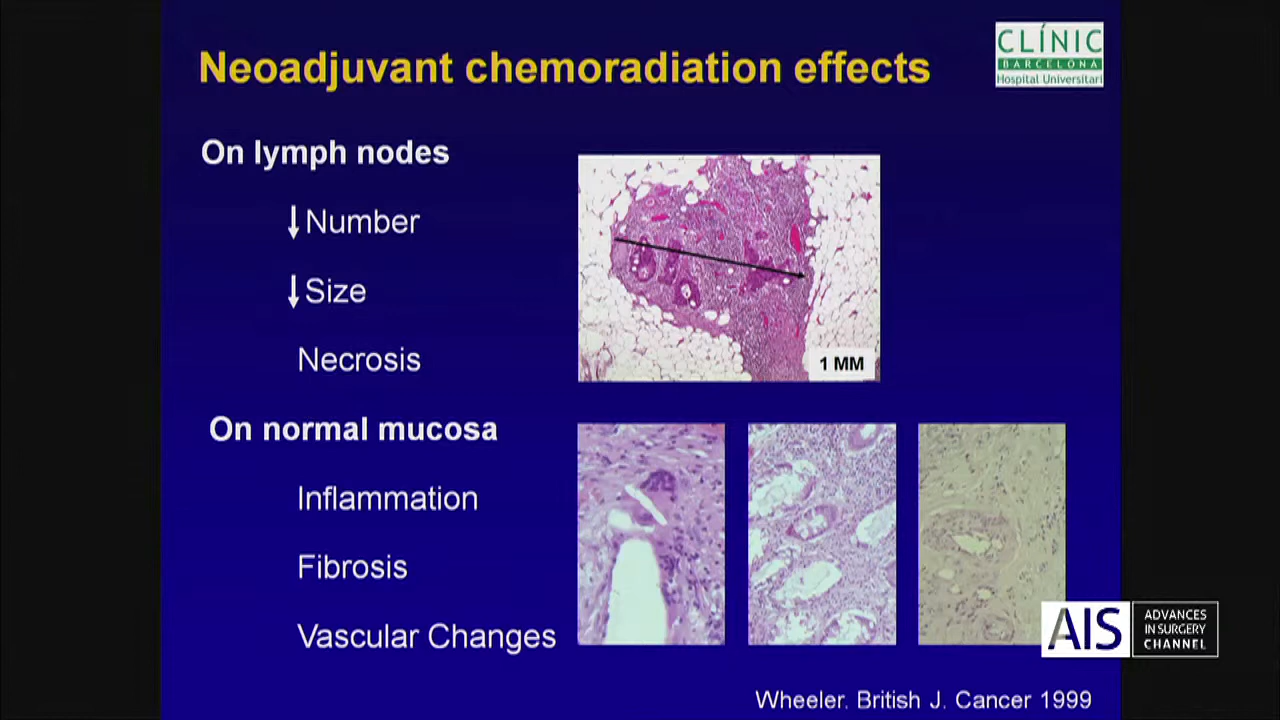 Neoadjuvant chemoradiation effects
CLÍNIC
BARCELONA
Hospital Universitari
On lymph nodes
↓Number
↓Size
Necrosis
1 MM
On normal mucosa
Inflammation
Fibrosis
Vascular Changes
AIS
ADVANCES
IN SURGERY
CHANNEL
Wheeler. British J. Cancer 1999